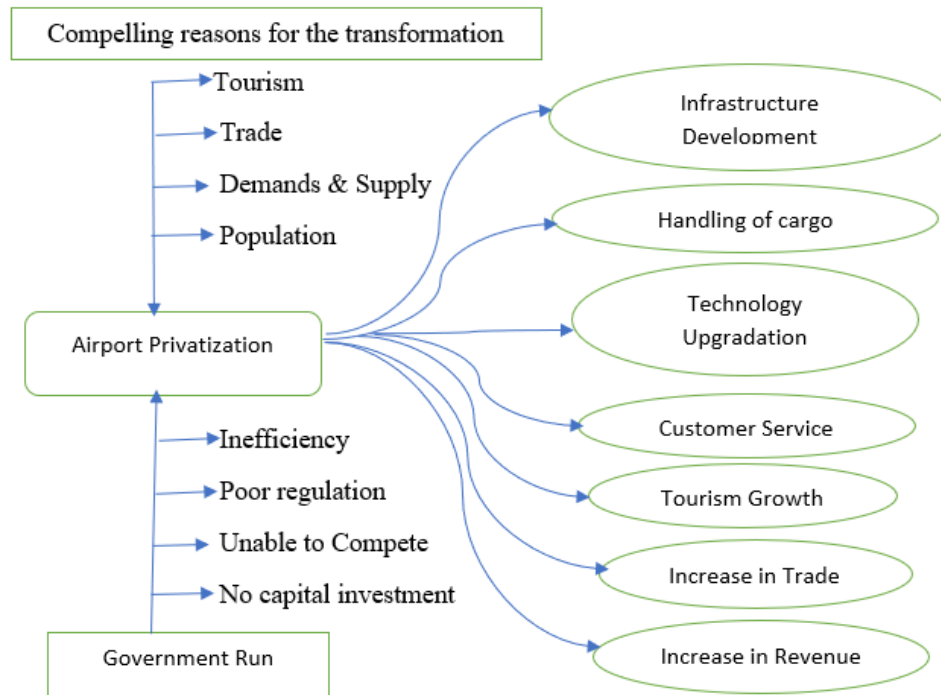 Compelling reasons for the transformation
Tourism
Trade
Demands & Supply
Population
Airport Privatization
Inefficiency
Poor regulation
Unable to Compete
No capital investment
Government Run
Infrastructure
Development
Handling of cargo
Technology
Upgradation
Customer Service
Tourism Growth
Increase in Trade
Increase in Revenue